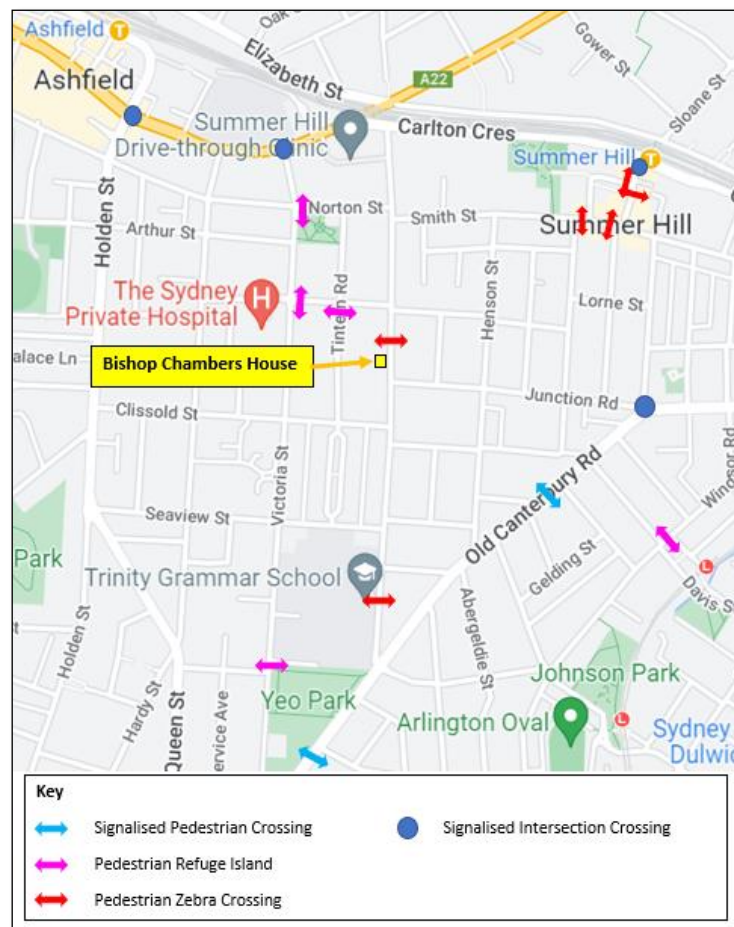 Ashfield
T
Ashfield
Oak St
Elizabeth St
A22
Gower St
Sloane St
Summer Hill
Drive-through Clinic
Carlton Cres
Summer Hill
T
Norton St
Smith St
Summer Hill
Arthur St
Holden St
The Sydney
Private Hospital
H
Tintern Rd
Henson St
Lorne St
Bishop Chambers House
Clissold St
Junction Rd
Victoria St
Old Canterbury Rd
Windsor Rd
Seaview St
Park
Trinity Grammar School
Gelding St
L
Davis St
Abergeldie St
Holden St
Hardy St
Queen St
Yeo Park
Johnson Park
Arlington Oval
L
Sydney
Dulwic
Key
Signalised Pedestrian Crossing
Signalised Intersection Crossing
Pedestrian Refuge Island
Pedestrian Zebra Crossing